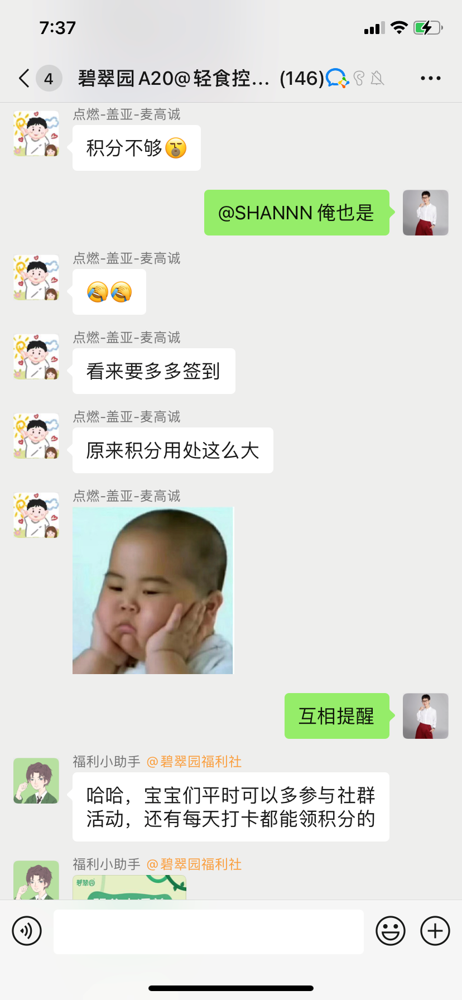 7:37
4 碧翠园A20@轻食控... (146)
点燃-盖亚-麦高诚
积分不够
@SHANNN 俺也是
点燃-盖亚-麦高诚
点燃-盖亚-麦高诚
看来要多多签到
点燃-盖亚-麦高诚
原来积分用处这么大
点燃-盖亚-麦高诚
互相提醒
福利小助手 @碧翠园福利社
哈哈，宝宝们平时可以多参与社群
活动，还有每天打卡都能领积分的
福利小助手 @碧翠园福利社
碧翠园